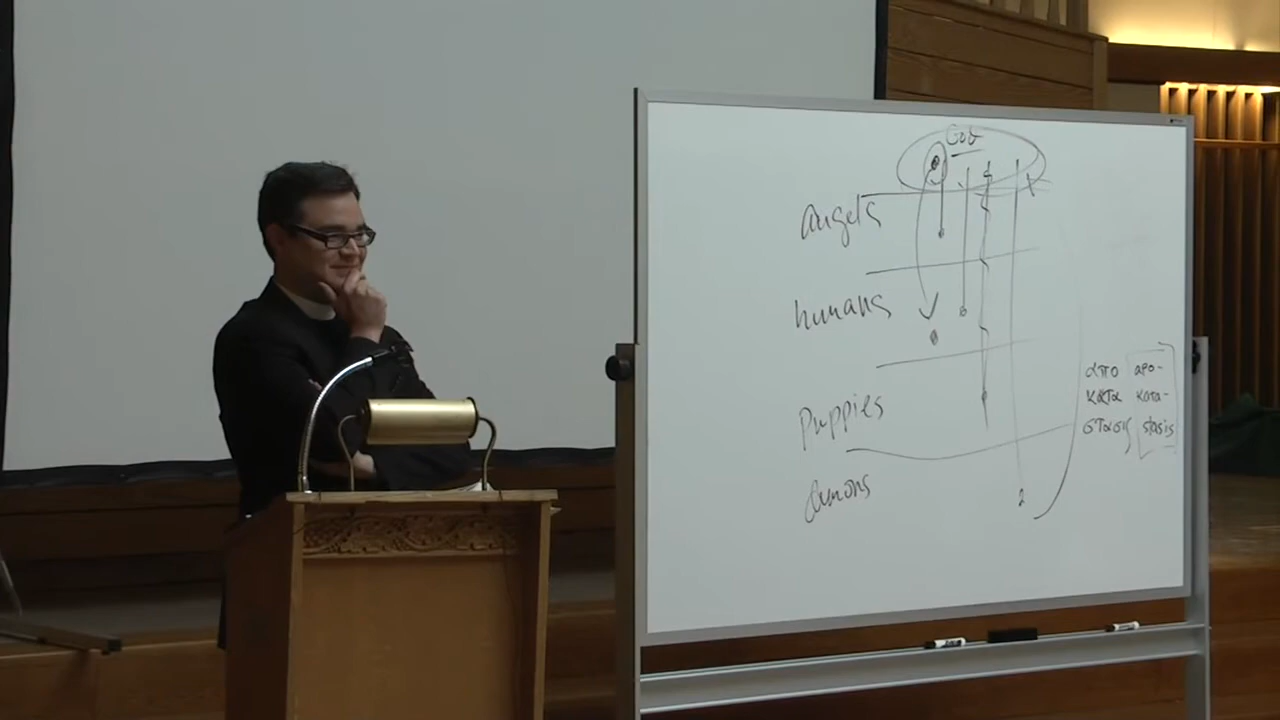 God
angels
humans
puppies
demons
απο apo-
κατα kata-
στασις stasis